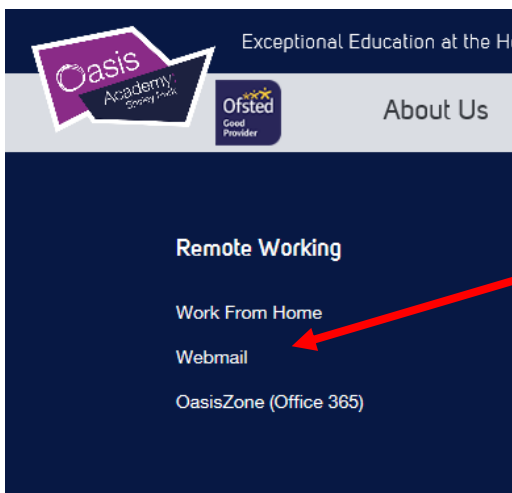 Exceptional Education at the H
Oasis
Academy:
Ofsted
Good
Provider
About Us
Remote Working
Work From Home
Webmail
OasisZone (Office 365)